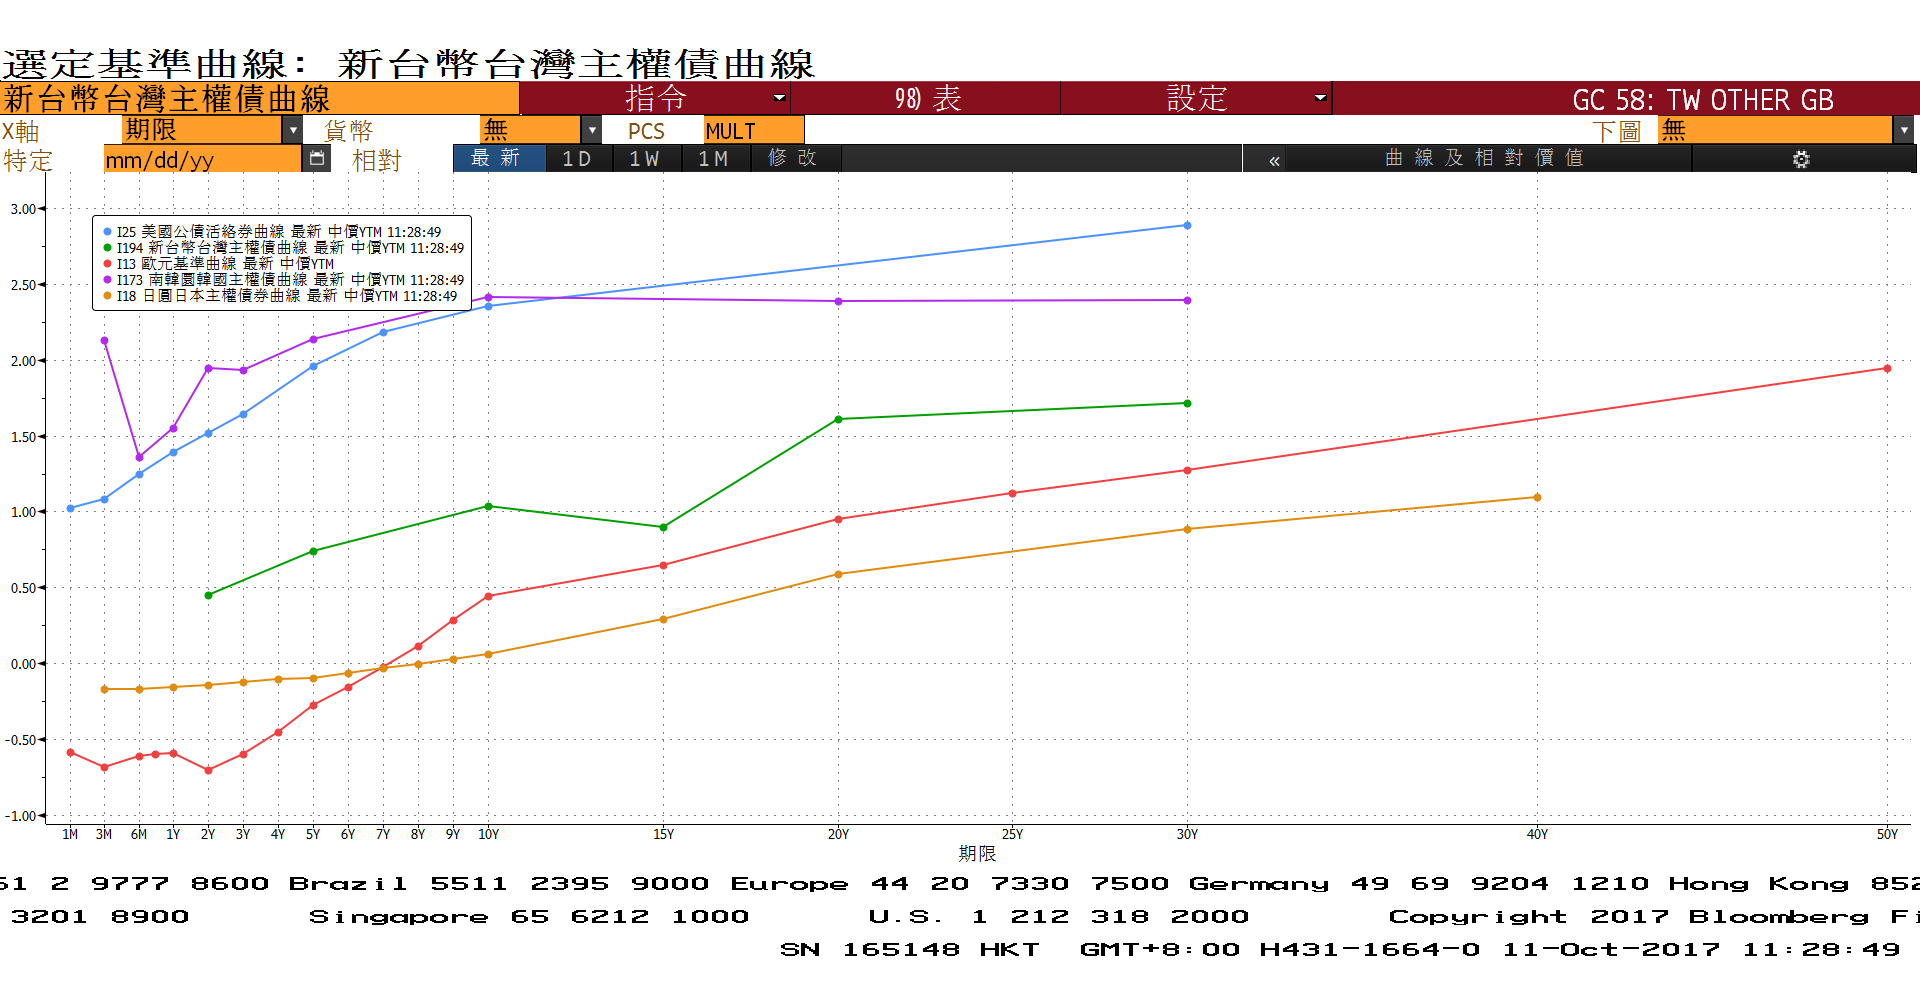 選定基準曲線: 新台幣台灣主權債曲線
新台幣台灣主權債曲線 指令 98) 表 設定 GC 58: TW OTHER GB
X軸 期限 貨幣 無 PCS MULT 下圖 無
特定 mm/dd/yy 相對 最新 1D 1W 1M 修改 « 曲線及相對價值
3.00
I25 美國公債活絡券曲線 最新 中價YTM 11:28:49
I194 新台幣台灣主權債曲線 最新 中價YTM 11:28:49
I13 歐元基準曲線 最新 中價YTM
I173 南韓圜韓國主權債曲線 最新 中價YTM 11:28:49
I18 日圓日本主權債券曲線 最新 中價YTM 11:28:49
2.50
2.00
1.50
1.00
0.50
0.00
-0.50
-1.00
1M 3M 6M 1Y 2Y 3Y 4Y 5Y 6Y 7Y 8Y 9Y 10Y 15Y 20Y 25Y 30Y 40Y 50Y
期限
61 2 9777 8600 Brazil 5511 2395 9000 Europe 44 20 7330 7500 Germany 49 69 9204 1210 Hong Kong 852
3201 8900 Singapore 65 6212 1000 U.S. 1 212 318 2000 Copyright 2017 Bloomberg Fi
SN 165148 HKT GMT+8:00 H431-1664-0 11-Oct-2017 11:28:49